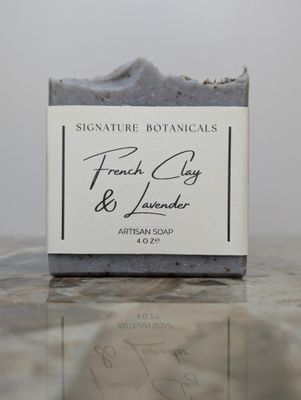 SIGNATURE BOTANICALS
French Clay
& Lavender
ARTISAN SOAP
4 OZ℮